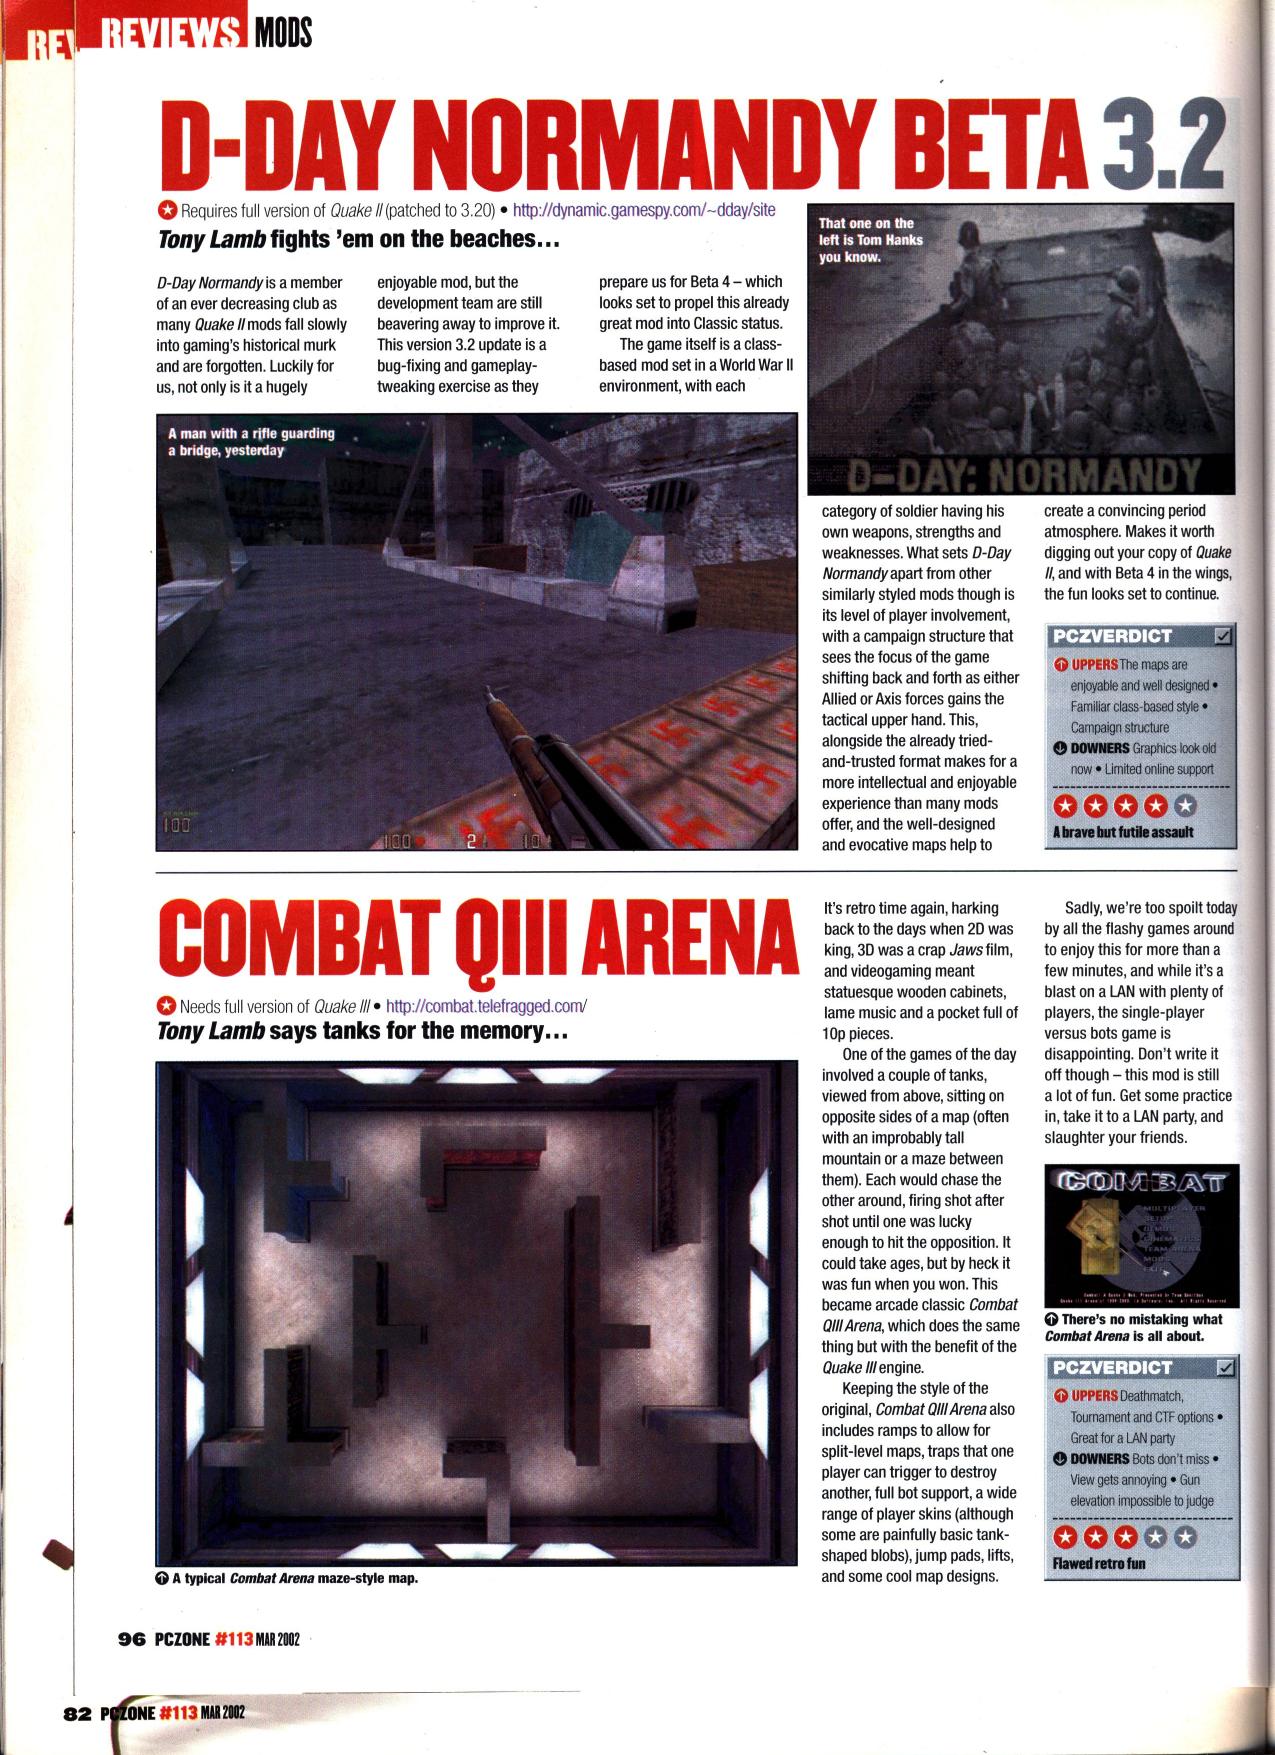 REV
REVIEWS MODS
D-DAY NORMANDY BETA 3.2
Requires full version of Quake II (patched to 3.20) • http://dynamic.gamespy.com/~dday/site
Tony Lamb fights 'em on the beaches...
D-Day Normandy is a member
of an ever decreasing club as
many Quake II mods fall slowly
into gaming's historical murk
and are forgotten. Luckily for
us, not only is it a hugely
enjoyable mod, but the
development team are still
beavering away to improve it.
This version 3.2 update is a
bug-fixing and gameplay-
tweaking exercise as they
prepare us for Beta 4 – which
looks set to propel this already
great mod into Classic status.
The game itself is a class-
based mod set in a World War II
environment, with each
That one on the
left is Tom Hanks
you know.
D-DAY: NORMANDY
A man with a rifle guarding
a bridge, yesterday
100
100 2 10
category of soldier having his
own weapons, strengths and
weaknesses. What sets D-Day
Normandy apart from other
similarly styled mods though is
its level of player involvement,
with a campaign structure that
sees the focus of the game
shifting back and forth as either
Allied or Axis forces gains the
tactical upper hand. This,
alongside the already tried-
and-trusted format makes for a
more intellectual and enjoyable
experience than many mods
offer, and the well-designed
and evocative maps help to
create a convincing period
atmosphere. Makes it worth
digging out your copy of Quake
II, and with Beta 4 in the wings,
the fun looks set to continue.
PCZVERDICT
UPPERS The maps are
enjoyable and well designed •
Familiar class-based style •
Campaign structure
DOWNERS Graphics look old
now • Limited online support
A brave but futile assault
COMBAT QIII ARENA
Needs full version of Quake III • http://combat.telefragged.com/
Tony Lamb says tanks for the memory...
A typical Combat Arena maze-style map.
It's retro time again, harking
back to the days when 2D was
king, 3D was a crap Jaws film,
and videogaming meant
statuesque wooden cabinets,
lame music and a pocket full of
10p pieces.
One of the games of the day
involved a couple of tanks,
viewed from above, sitting on
opposite sides of a map (often
with an improbably tall
mountain or a maze between
them). Each would chase the
other around, firing shot after
shot until one was lucky
enough to hit the opposition. It
could take ages, but by heck it
was fun when you won. This
became arcade classic Combat
QIII Arena, which does the same
thing but with the benefit of the
Quake III engine.
Keeping the style of the
original, Combat QIII Arena also
includes ramps to allow for
split-level maps, traps that one
player can trigger to destroy
another, full bot support, a wide
range of player skins (although
some are painfully basic tank-
shaped blobs), jump pads, lifts,
and some cool map designs.
Sadly, we're too spoilt today
by all the flashy games around
to enjoy this for more than a
few minutes, and while it's a
blast on a LAN with plenty of
players, the single-player
versus bots game is
disappointing. Don't write it
off though – this mod is still
a lot of fun. Get some practice
in, take it to a LAN party, and
slaughter your friends.
COMBAT
MULTIPLAYER
SETUP
DEMOS
CINEMATICS
TEAM ARENA
MODS
EXIT
There's no mistaking what
Combat Arena is all about.
PCZVERDICT
UPPERS Deathmatch,
Tournament and CTF options •
Great for a LAN party
DOWNERS Bots don't miss •
View gets annoying • Gun
elevation impossible to judge
Flawed retro fun
96 PCZONE #113 MAR 2002
82 PCZONE #113 MAR 2002